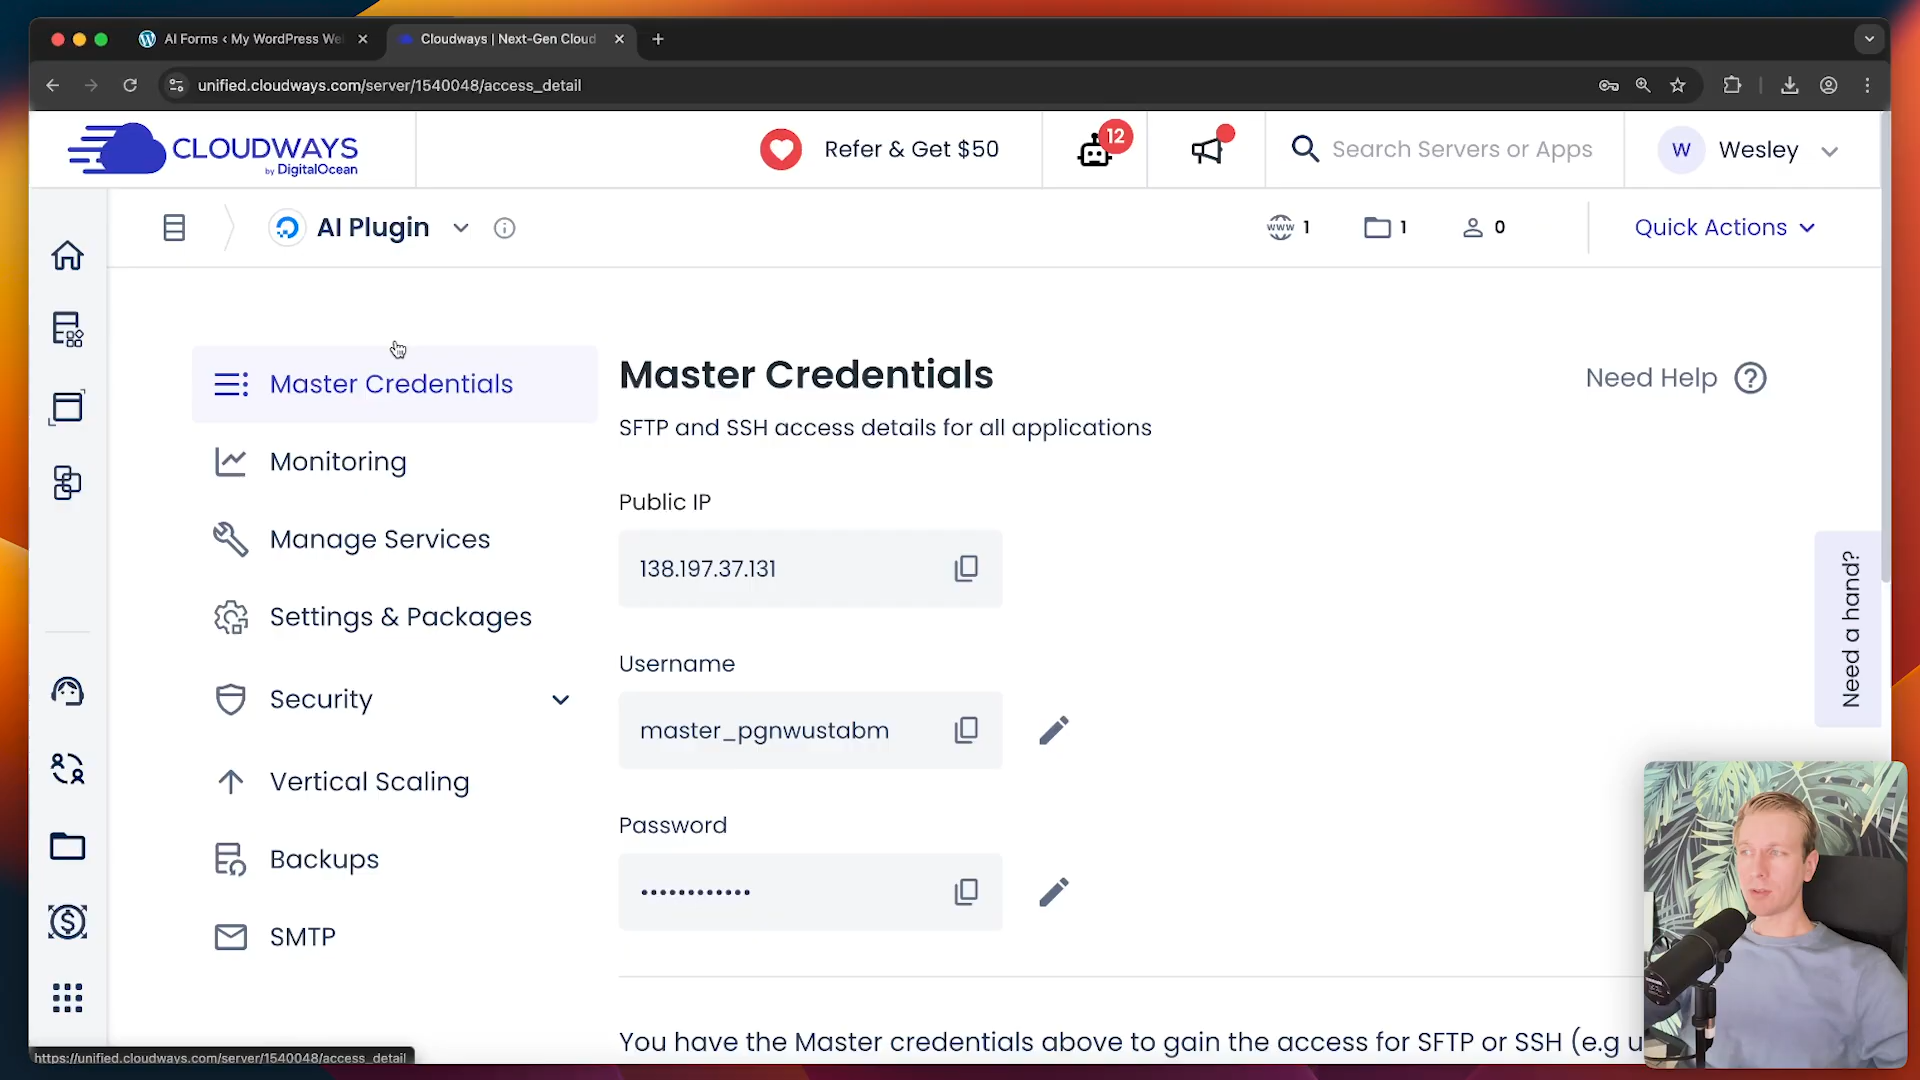 AI Forms ‹ My WordPress We
Cloudways | Next-Gen Cloud
unified.cloudways.com/server/1540048/access_detail
CLOUDWAYS
by DigitalOcean
Refer & Get $50
12
Search Servers or Apps
W
Wesley
AI Plugin
www 1
1
0
Quick Actions
Master Credentials
Monitoring
Manage Services
Settings & Packages
Security
Vertical Scaling
Backups
SMTP
Master Credentials
Need Help
SFTP and SSH access details for all applications
Public IP
138.197.37.131
Username
master_pgnwustabm
Password
••••••••••••
You have the Master credentials above to gain the access for SFTP or SSH (e.g u
Need a hand?
https://unified.cloudways.com/server/1540048/access_detail